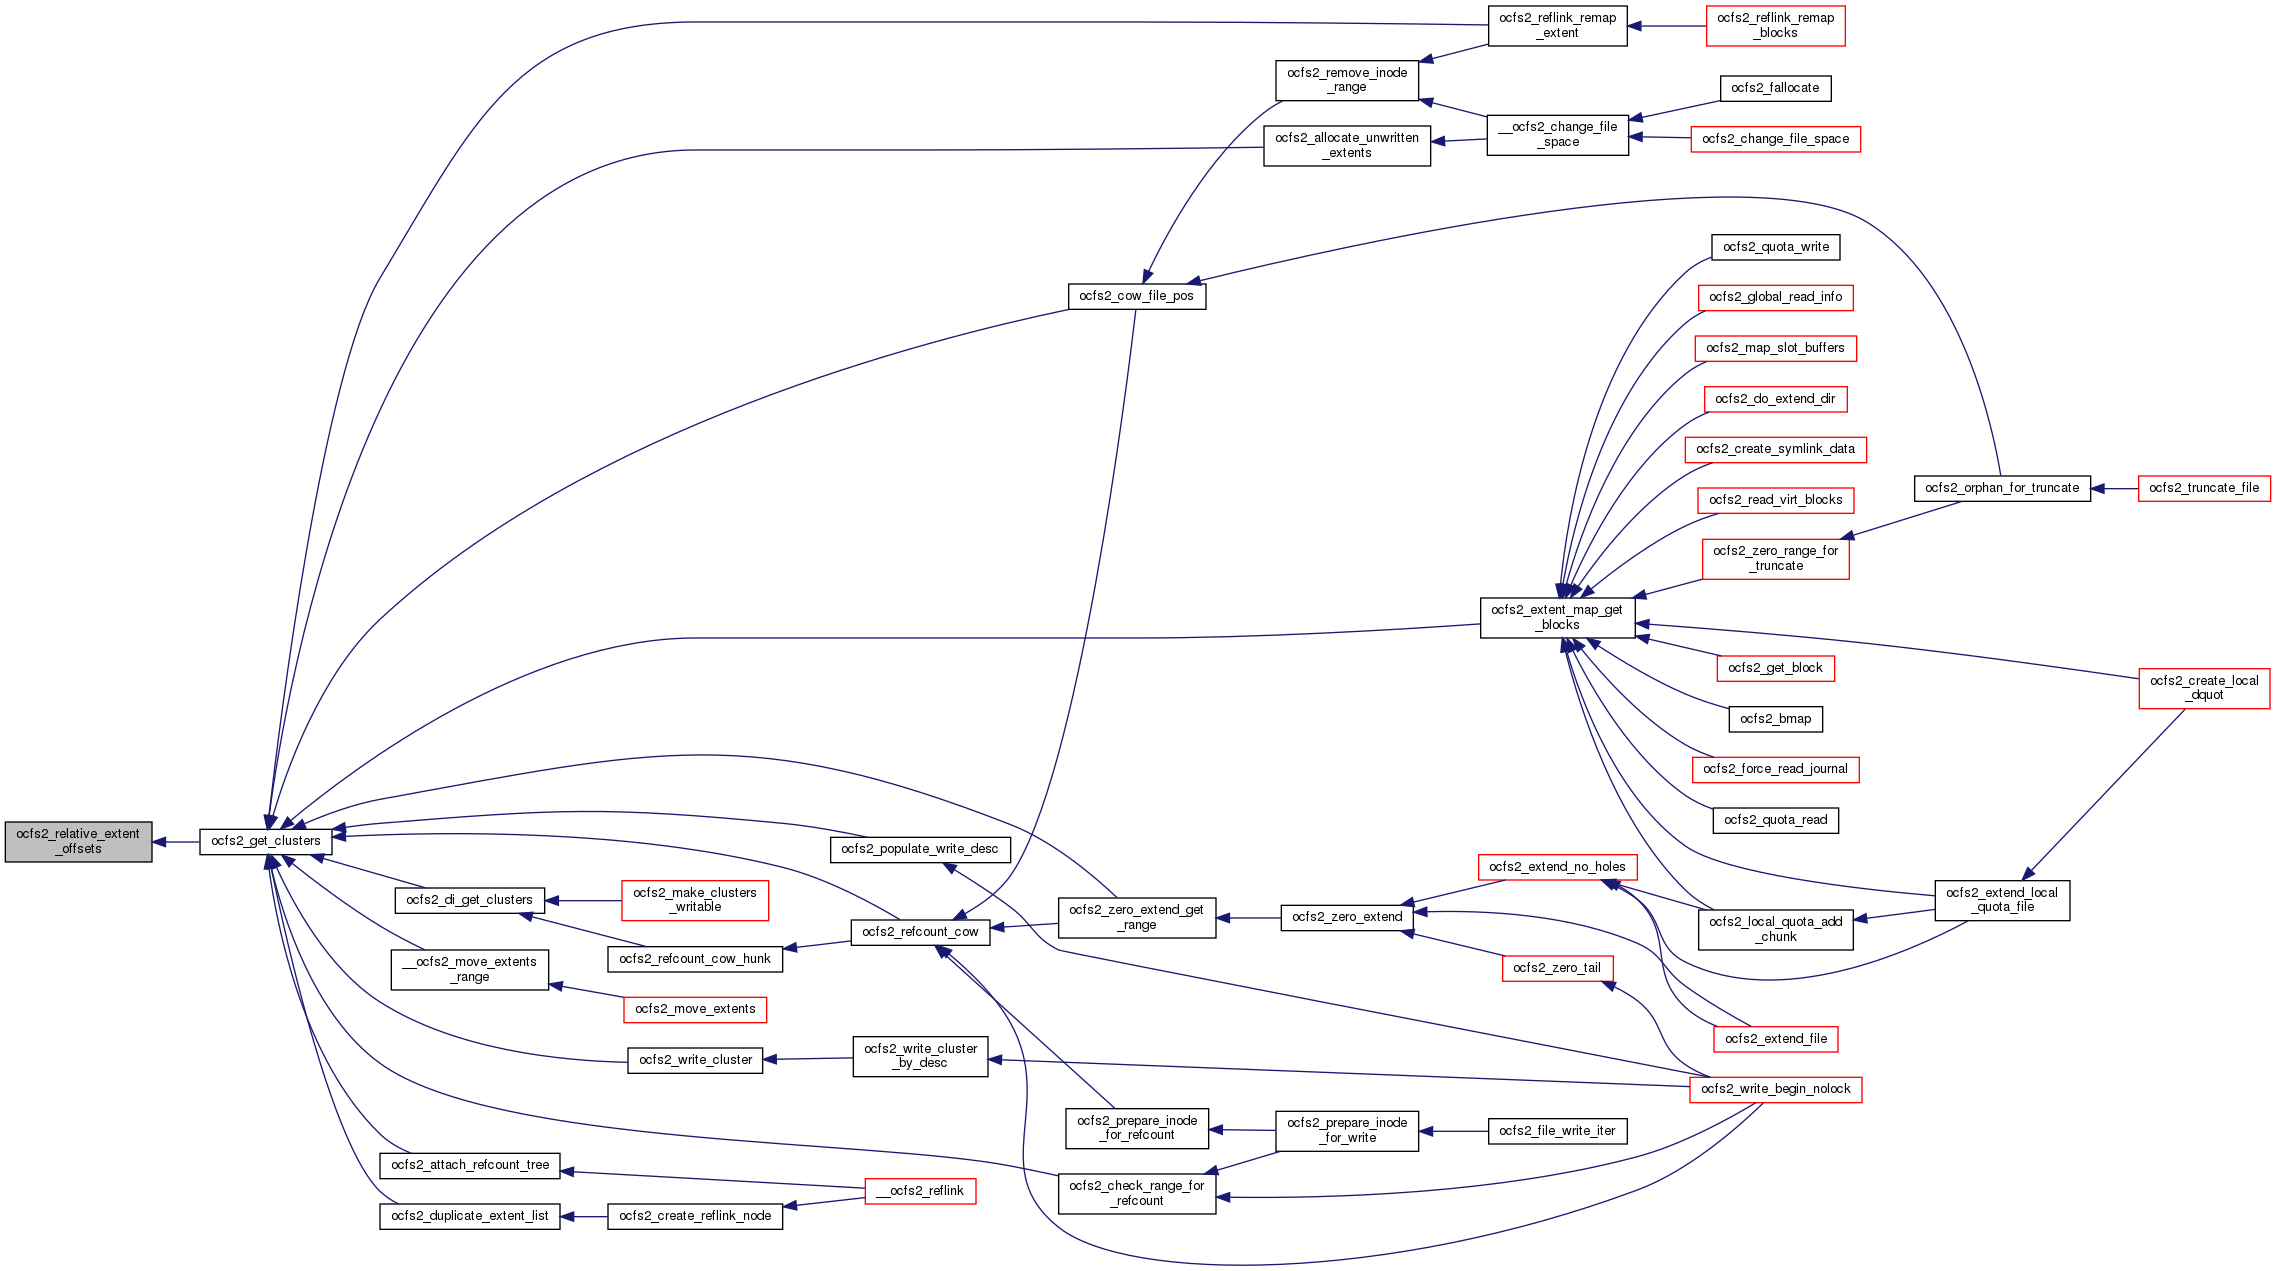 ocfs2_relative_extent
_offsets
ocfs2_get_clusters
ocfs2_reflink_remap
_extent
ocfs2_reflink_remap
_blocks
ocfs2_remove_inode
_range
ocfs2_fallocate
__ocfs2_change_file
_space
ocfs2_change_file_space
ocfs2_allocate_unwritten
_extents
ocfs2_cow_file_pos
ocfs2_quota_write
ocfs2_global_read_info
ocfs2_map_slot_buffers
ocfs2_do_extend_dir
ocfs2_create_symlink_data
ocfs2_read_virt_blocks
ocfs2_zero_range_for
_truncate
ocfs2_orphan_for_truncate
ocfs2_truncate_file
ocfs2_extent_map_get
_blocks
ocfs2_get_block
ocfs2_create_local
_dquot
ocfs2_bmap
ocfs2_force_read_journal
ocfs2_quota_read
ocfs2_populate_write_desc
ocfs2_di_get_clusters
ocfs2_make_clusters
_writable
ocfs2_refcount_cow
ocfs2_refcount_cow_hunk
ocfs2_zero_extend_get
_range
ocfs2_zero_extend
ocfs2_extend_no_holes
ocfs2_local_quota_add
_chunk
ocfs2_extend_local
_quota_file
__ocfs2_move_extents
_range
ocfs2_move_extents
ocfs2_zero_tail
ocfs2_extend_file
ocfs2_write_cluster
ocfs2_write_cluster
_by_desc
ocfs2_write_begin_nolock
ocfs2_prepare_inode
_for_refcount
ocfs2_prepare_inode
_for_write
ocfs2_file_write_iter
ocfs2_attach_refcount_tree
__ocfs2_reflink
ocfs2_check_range_for
_refcount
ocfs2_duplicate_extent_list
ocfs2_create_reflink_node